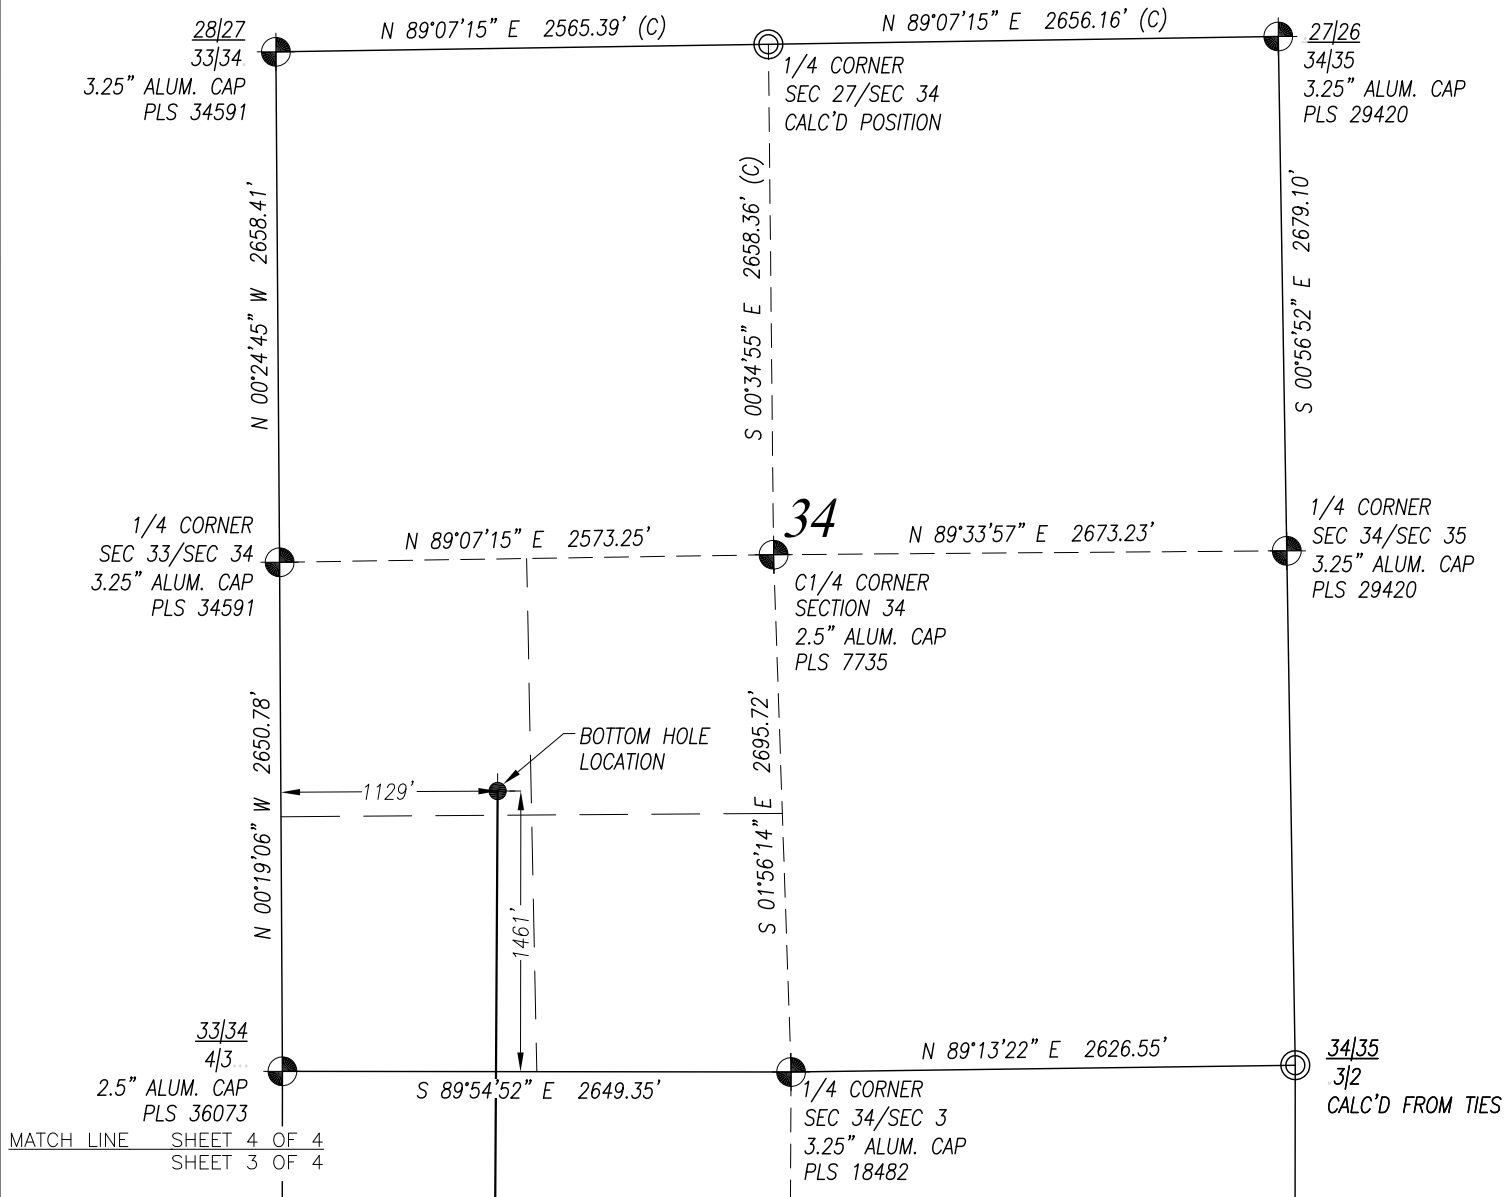 N 89°07'15" E 2565.39' (C)
N 89°07'15" E 2656.16' (C)
28|27
33|34
3.25" ALUM. CAP
PLS 34591
1/4 CORNER
SEC 27/SEC 34
CALC'D POSITION
27|26
34|35
3.25" ALUM. CAP
PLS 29420
N 00°24'45" W 2658.41'
S 00°34'55" E 2658.36' (C)
S 00°56'52" E 2679.10'
1/4 CORNER
SEC 33/SEC 34
3.25" ALUM. CAP
PLS 34591
N 89°07'15" E 2573.25'
34
N 89°33'57" E 2673.23'
C1/4 CORNER
SECTION 34
2.5" ALUM. CAP
PLS 7735
1/4 CORNER
SEC 34/SEC 35
3.25" ALUM. CAP
PLS 29420
N 00°19'06" W 2650.78'
BOTTOM HOLE
LOCATION
1129'
1461'
S 01°56'14" E 2695.72'
33|34
4|3
2.5" ALUM. CAP
PLS 36073
S 89°54'52" E 2649.35'
N 89°13'22" E 2626.55'
1/4 CORNER
SEC 34/SEC 3
3.25" ALUM. CAP
PLS 18482
34|35
3|2
CALC'D FROM TIES
MATCH LINE SHEET 4 OF 4
SHEET 3 OF 4